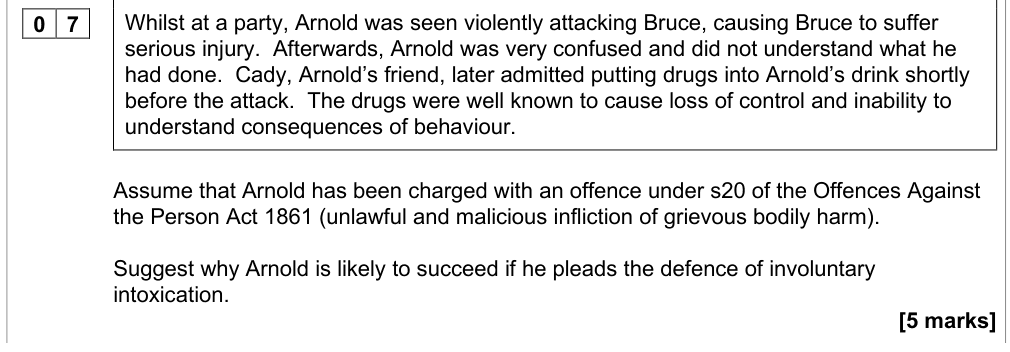 0 7
Whilst at a party, Arnold was seen violently attacking Bruce, causing Bruce to suffer
serious injury. Afterwards, Arnold was very confused and did not understand what he
had done. Cady, Arnold's friend, later admitted putting drugs into Arnold's drink shortly
before the attack. The drugs were well known to cause loss of control and inability to
understand consequences of behaviour.
Assume that Arnold has been charged with an offence under s20 of the Offences Against
the Person Act 1861 (unlawful and malicious infliction of grievous bodily harm).
Suggest why Arnold is likely to succeed if he pleads the defence of involuntary
intoxication.
[5 marks]